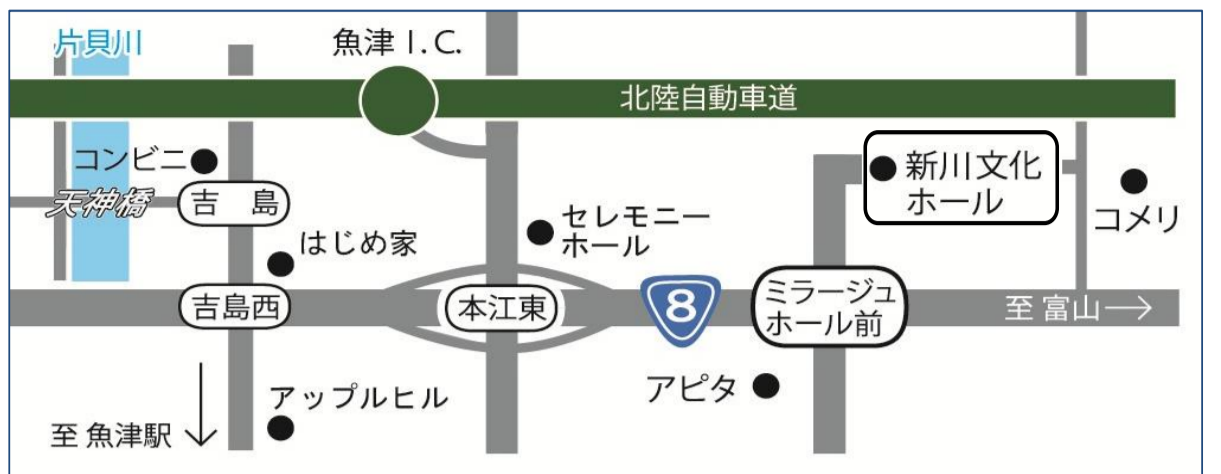 片貝川
魚津 I.C.
北陸自動車道
コンビニ
天神橋
吉 島
はじめ家
セレモニー
ホール
新川文化
ホール
コメリ
吉島西
本江東
8
ミラージュ
ホール前
至 富山→
アピタ
アップルヒル
至 魚津駅